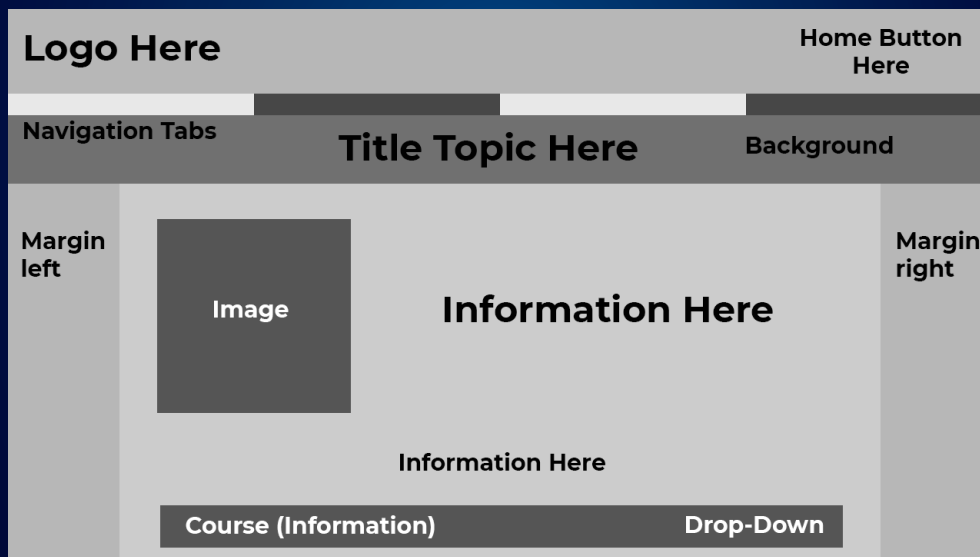 Logo Here
Home Button
Here
Navigation Tabs
Title Topic Here
Background
Margin
left
Margin
right
Image
Information Here
Information Here
Course (Information)
Drop-Down